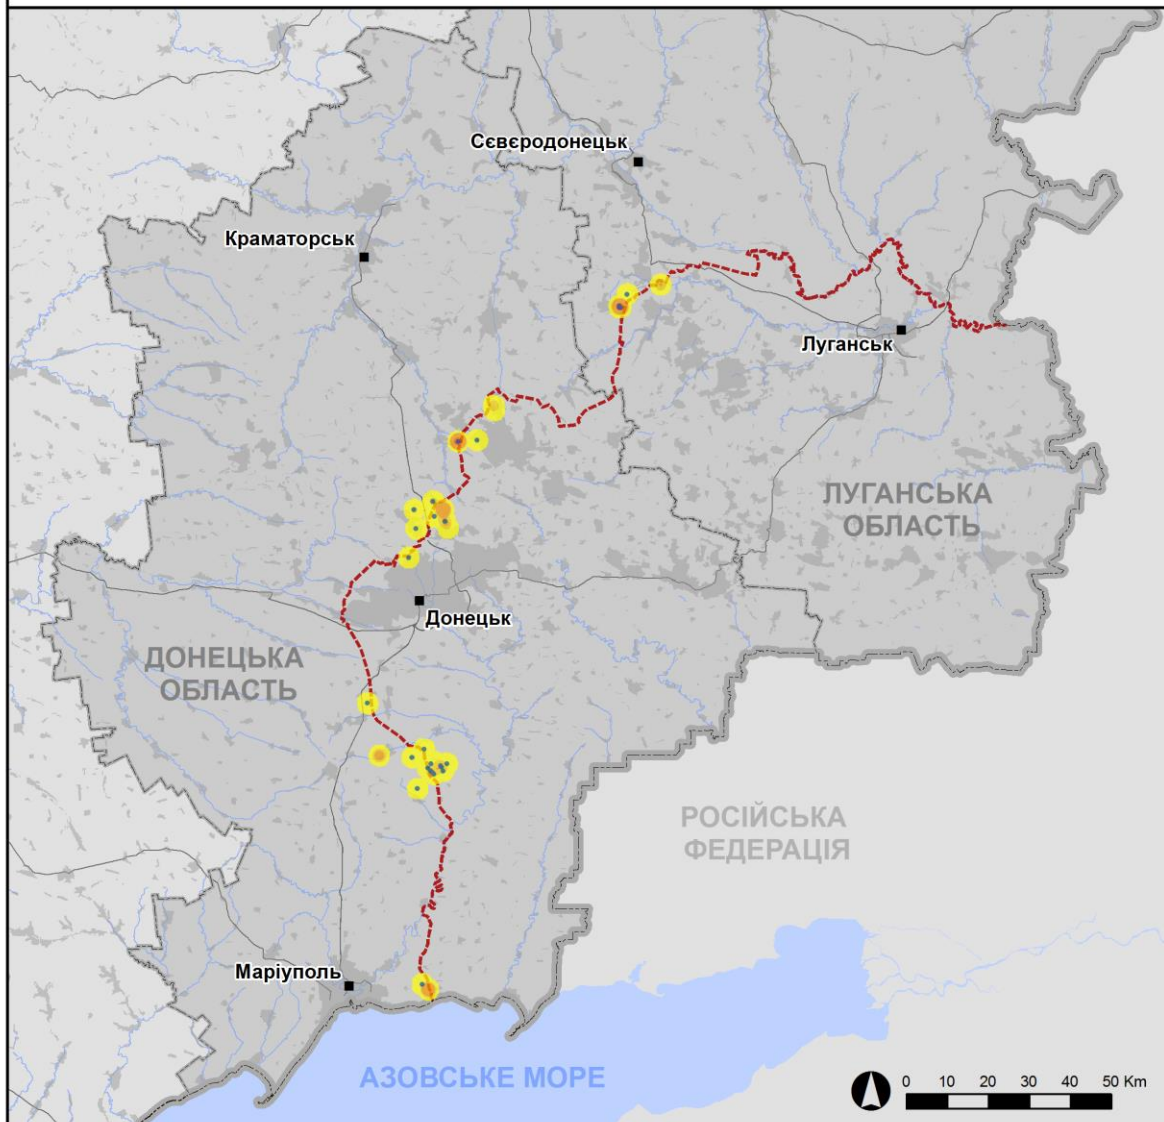 Сєвєродонецьк
Краматорськ
Луганськ
ЛУГАНСЬКА
ОБЛАСТЬ
Донецьк
ДОНЕЦЬКА
ОБЛАСТЬ
РОСІЙСЬКА
ФЕДЕРАЦІЯ
Маріуполь
АЗОВСЬКЕ МОРЕ
0 10 20 30 40 50 Km